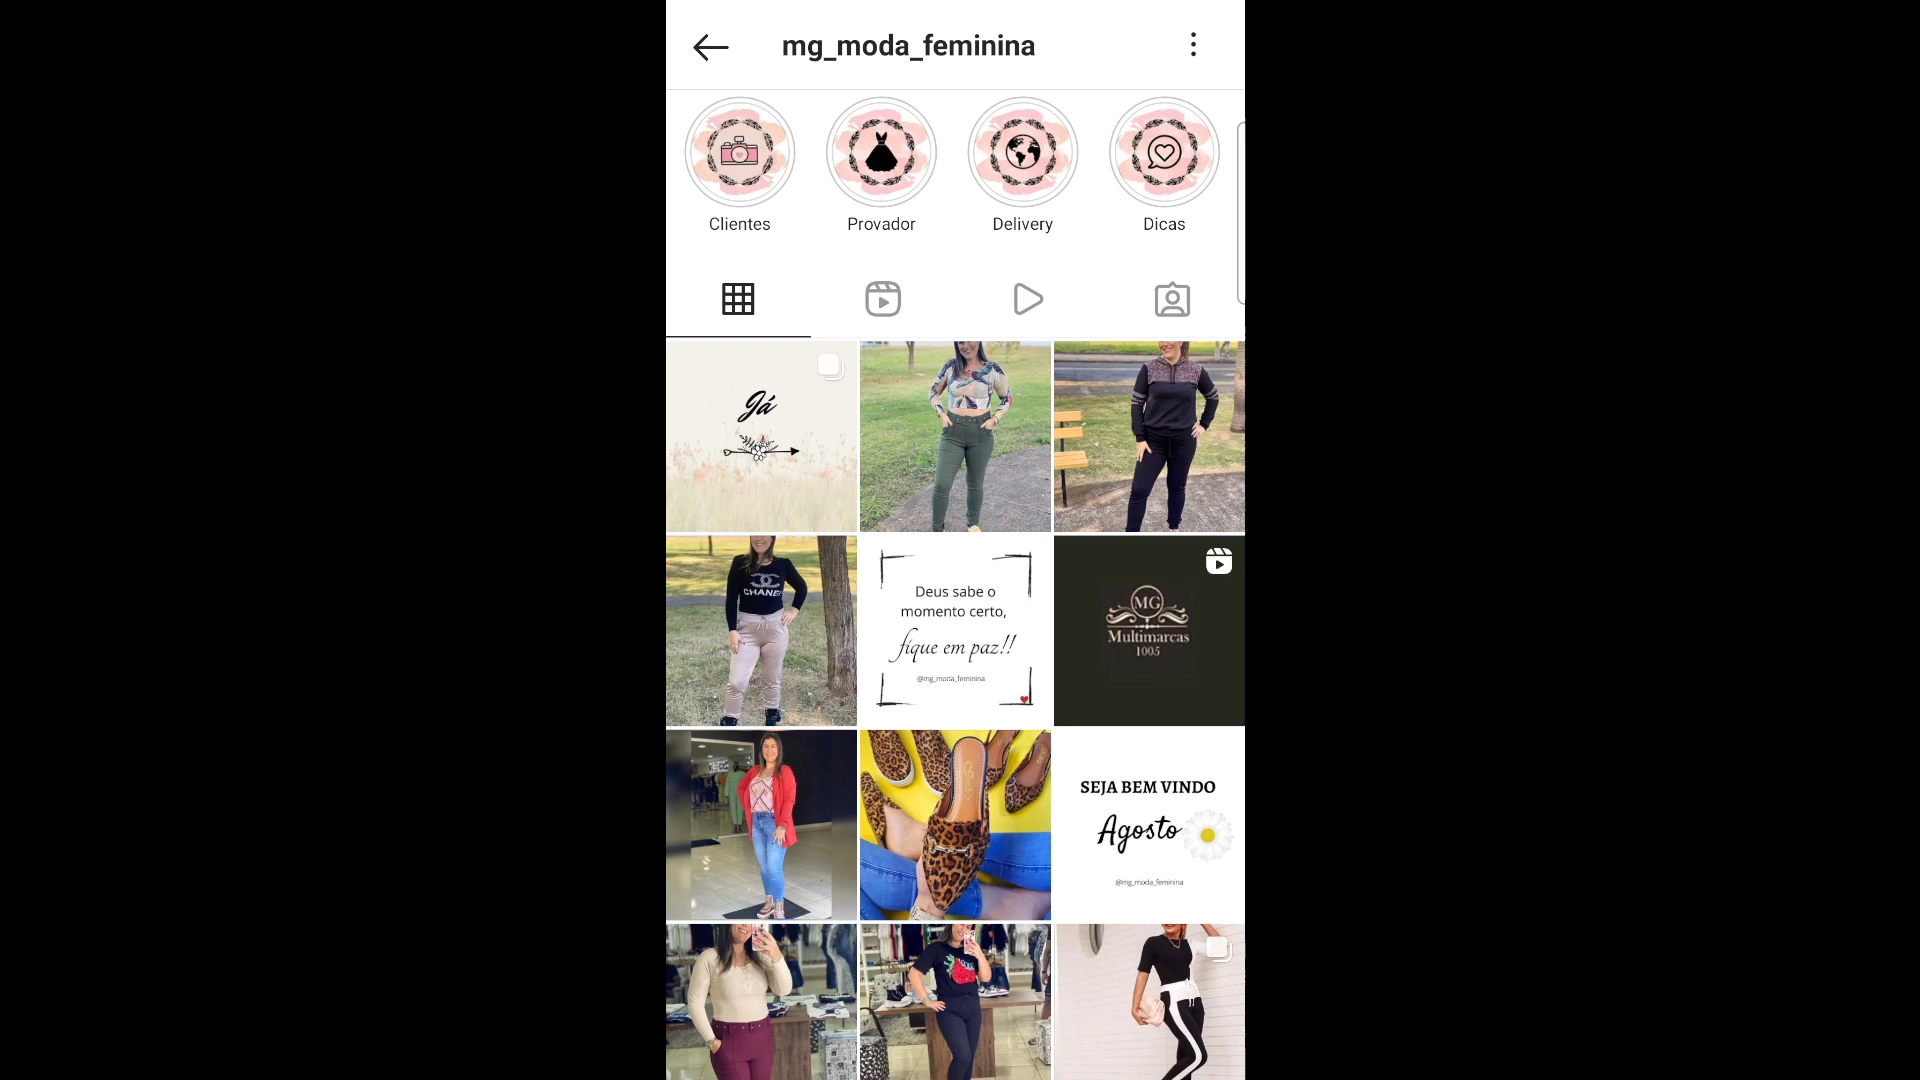 mg_moda_feminina
Clientes
Provador
Delivery
Dicas
Já
CHANEL
Deus sabe o
momento certo,
fique em paz!!
@mg_moda_feminina
MG
Multimarcas
1005
SEJA BEM VINDO
Agosto
@mg_moda_feminina